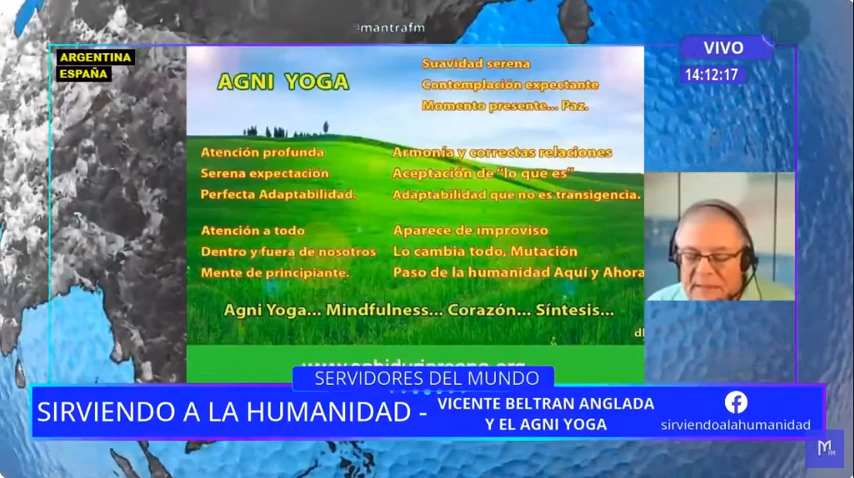 @mantrafm
ARGENTINA
ESPAÑA
VIVO
14:12:17
AGNI YOGA
Suavidad serena
Contemplación expectante
Momento presente... Paz.
Atención profunda
Serena expectación
Perfecta Adaptabilidad.
Armonía y correctas relaciones
Aceptación de "lo que es"
Adaptabilidad que no es transigencia.
Atención a todo
Dentro y fuera de nosotros
Mente de principiante.
Aparece de improviso
Lo cambia todo, Mutación
Paso de la humanidad Aquí y Ahora
Agni Yoga... Mindfulness... Corazón... Síntesis...
SERVIDORES DEL MUNDO
SIRVIENDO A LA HUMANIDAD -
VICENTE BELTRAN ANGLADA
Y EL AGNI YOGA
sirviendoalahumanidad